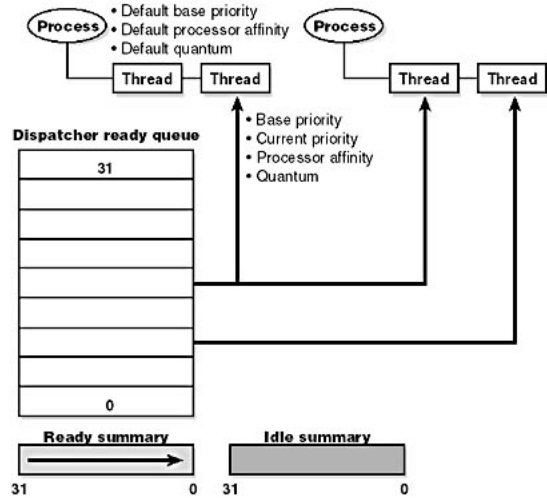 Process
• Default base priority
• Default processor affinity
• Default quantum
Process
Thread
Thread
Thread
Thread
• Base priority
• Current priority
• Processor affinity
• Quantum
Dispatcher ready queue
31
0
Ready summary
Idle summary
31
0
31
0